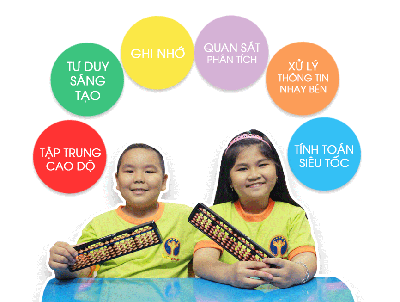 TẬP TRUNG
CAO DỘ
TƯ DUY
SÁNG
TẠO
GHI NHỚ
QUAN SÁT
PHÂN TÍCH
XỬ LÝ
THÔNG TIN
NHẠY BÉN
TÍNH TOÁN
SIÊU TỐC